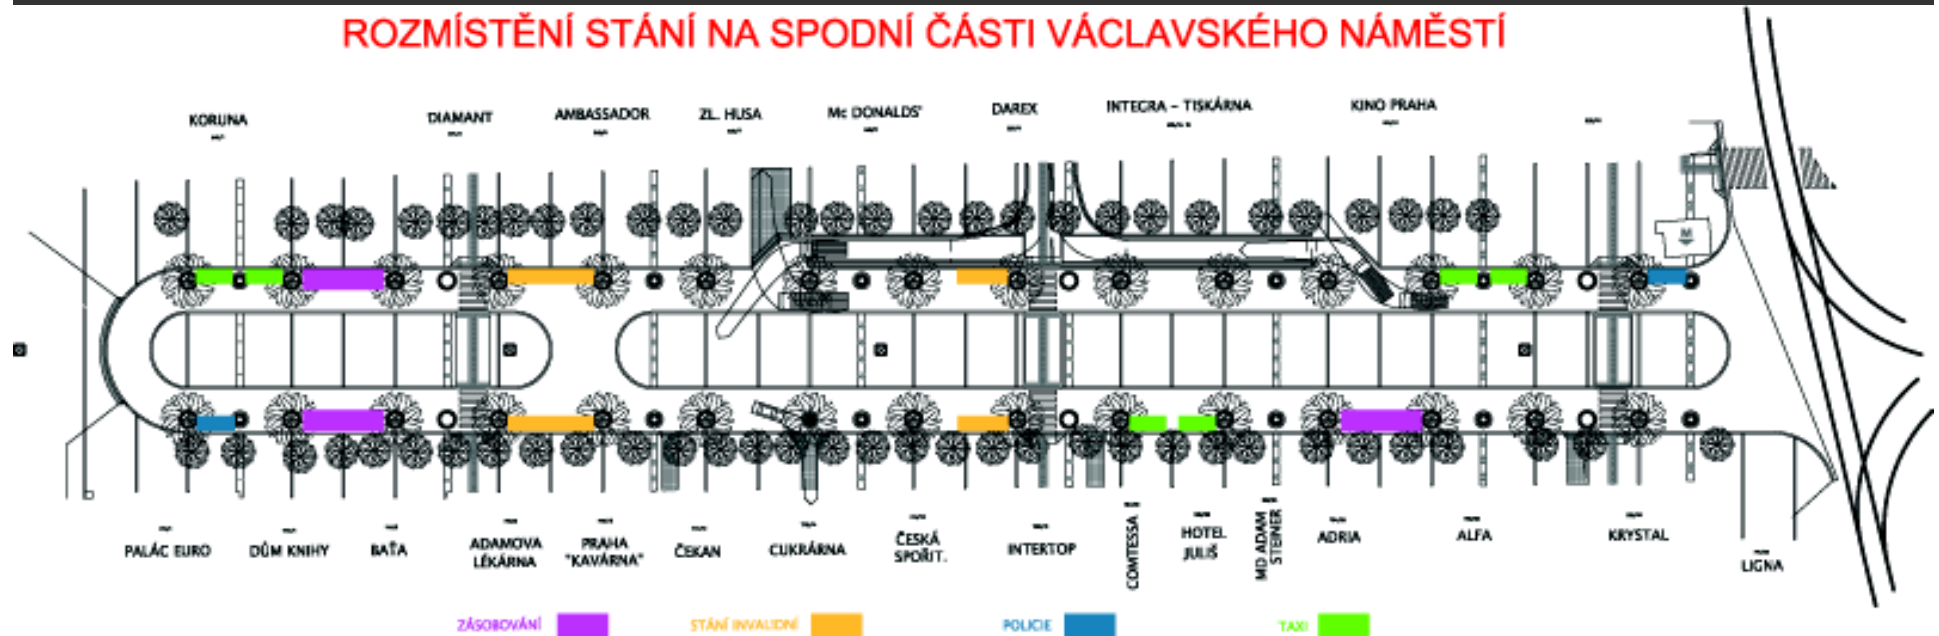 ROZMÍSTĚNÍ STÁNÍ NA SPODNÍ ČÁSTI VÁCLAVSKÉHO NÁMĚSTÍ
KORUNA
DIAMANT
AMBASSADOR
ZL. HUSA
Mc DONALDS'
DAREX
INTEGRA - TISKÁRNA
KINO PRAHA
M
PALÁC EURO
DŮM KNIHY
BAŤA
ADAMOVA
LÉKÁRNA
PRAHA
"KAVÁRNA"
ČEKAN
CUKRÁRNA
ČESKÁ
SPOŘIT.
INTERTOP
COMTESSA
HOTEL
JULIŠ
MD ADAM
STEINER
ADRIA
ALFA
KRYSTAL
LIGNA
ZÁSOBOVÁNÍ
STÁNÍ INVALIDNÍ
POLICIE
TAXI